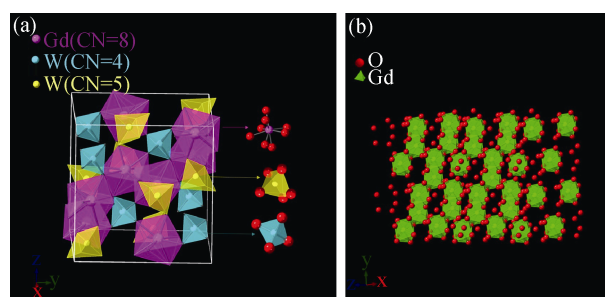 (a)
Gd(CN=8)
W(CN=4)
W(CN=5)
z
y
x
(b)
O
Gd
y
z
x